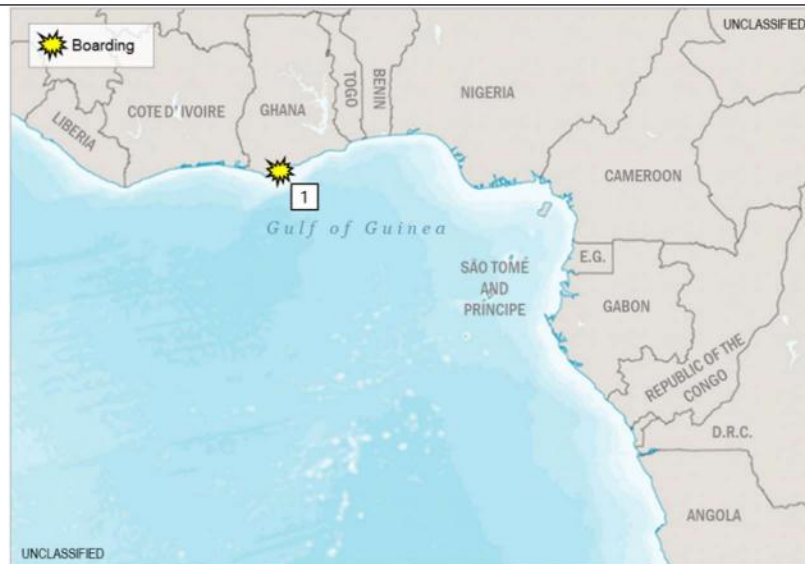 UNCLASSIFIED
Boarding
LIBERIA
COTE D' IVOIRE
GHANA
TOGO
BENIN
NIGERIA
CAMEROON
1
Gulf of Guinea
E.G.
SÃO TOMÉ
AND
PRÍNCIPE
GABON
REPUBLIC OF THE
CONGO
D.R.C.
ANGOLA
UNCLASSIFIED